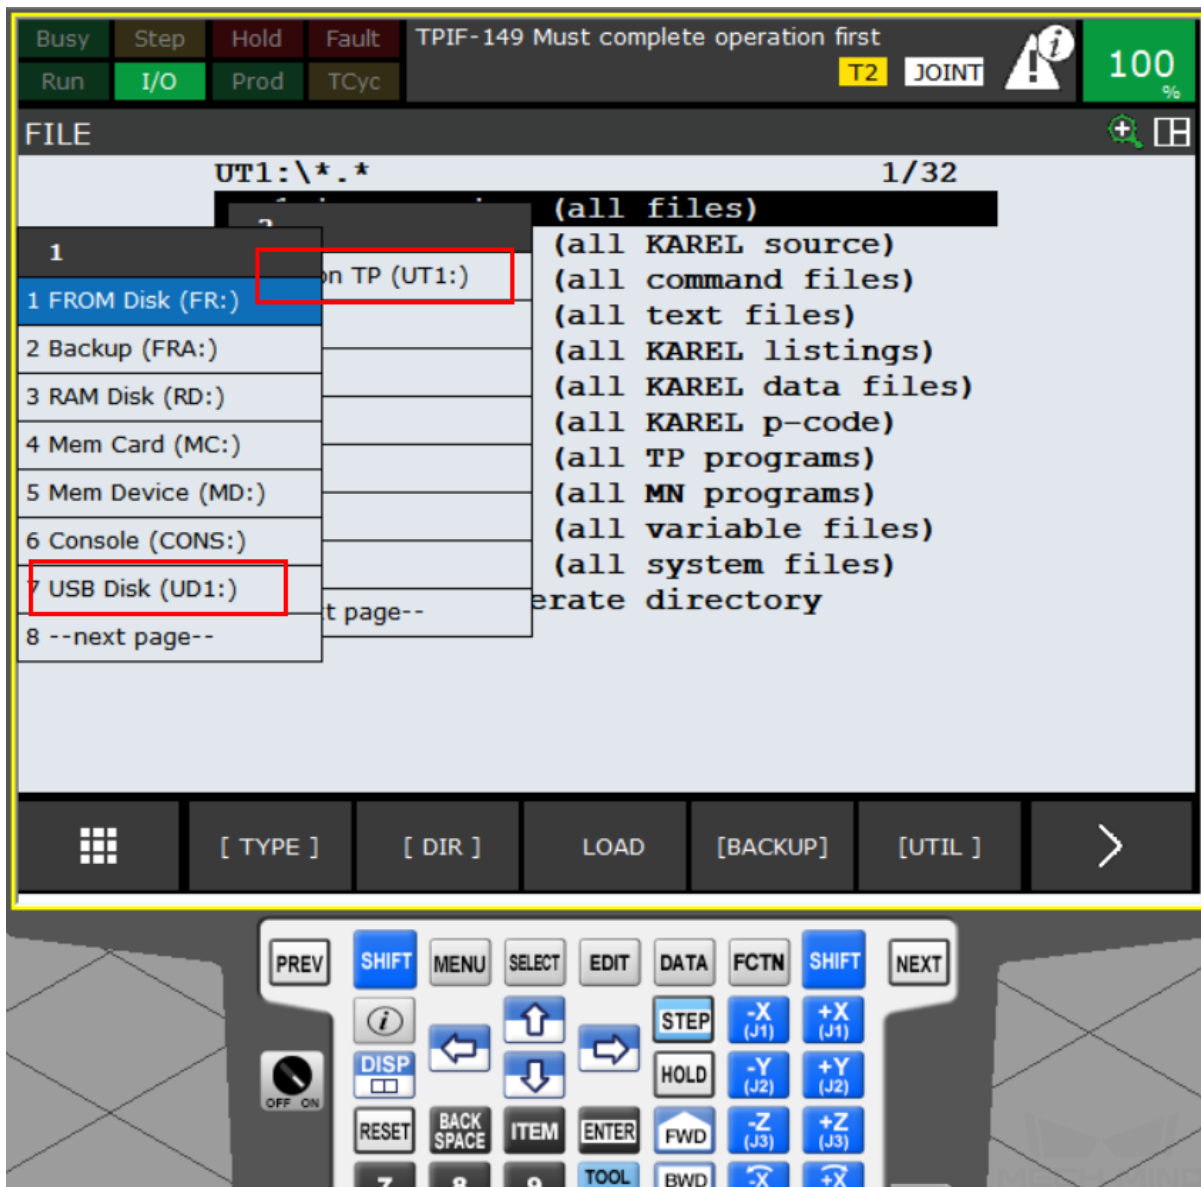 Busy Step Hold Fault TPIF-149 Must complete operation first
Run I/O Prod TCyc T2 JOINT i 100 %
FILE
UT1:\*.* 1/32
(all files)
(all KAREL source)
(all command files)
(all text files)
(all KAREL listings)
(all KAREL data files)
(all KAREL p-code)
(all TP programs)
(all MN programs)
(all variable files)
(all system files)
erate directory
on TP (UT1:)
t page--
1
1 FROM Disk (FR:)
2 Backup (FRA:)
3 RAM Disk (RD:)
4 Mem Card (MC:)
5 Mem Device (MD:)
6 Console (CONS:)
7 USB Disk (UD1:)
8 --next page--
[ TYPE ] [ DIR ] LOAD [BACKUP] [UTIL ] >
PREV SHIFT MENU SELECT EDIT DATA FCTN SHIFT NEXT
i STEP -X (J1) +X (J1)
DISP HOLD -Y (J2) +Y (J2)
OFF ON
RESET BACK SPACE ITEM ENTER FWD -Z (J3) +Z (J3)
7 8 9 TOOL BWD -X +X